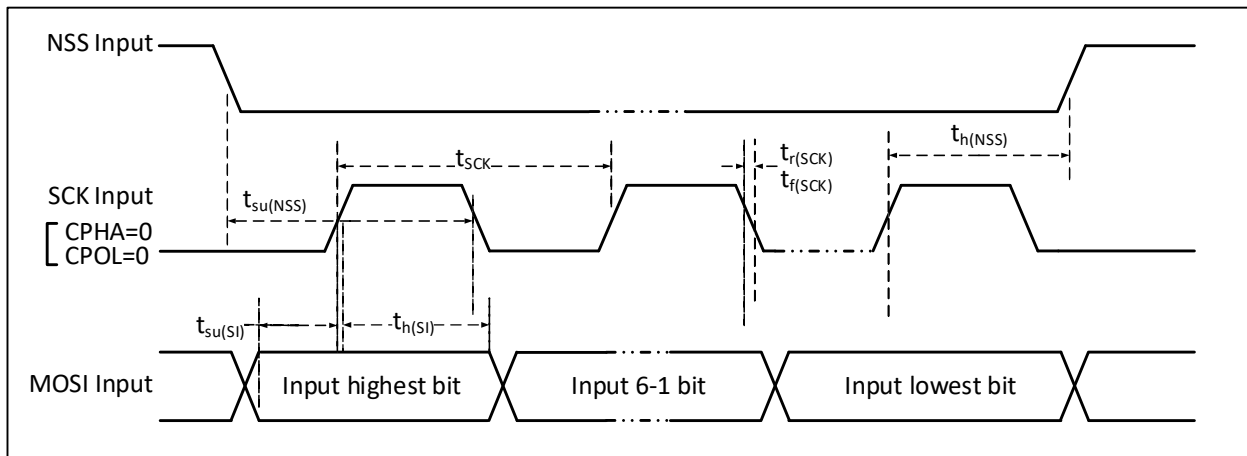 NSS Input
t_h(NSS)
t_SCK
t_r(SCK)
t_f(SCK)
SCK Input
t_su(NSS)
CPHA=0
CPOL=0
t_su(SI)
t_h(SI)
MOSI Input
Input highest bit
Input 6-1 bit
Input lowest bit